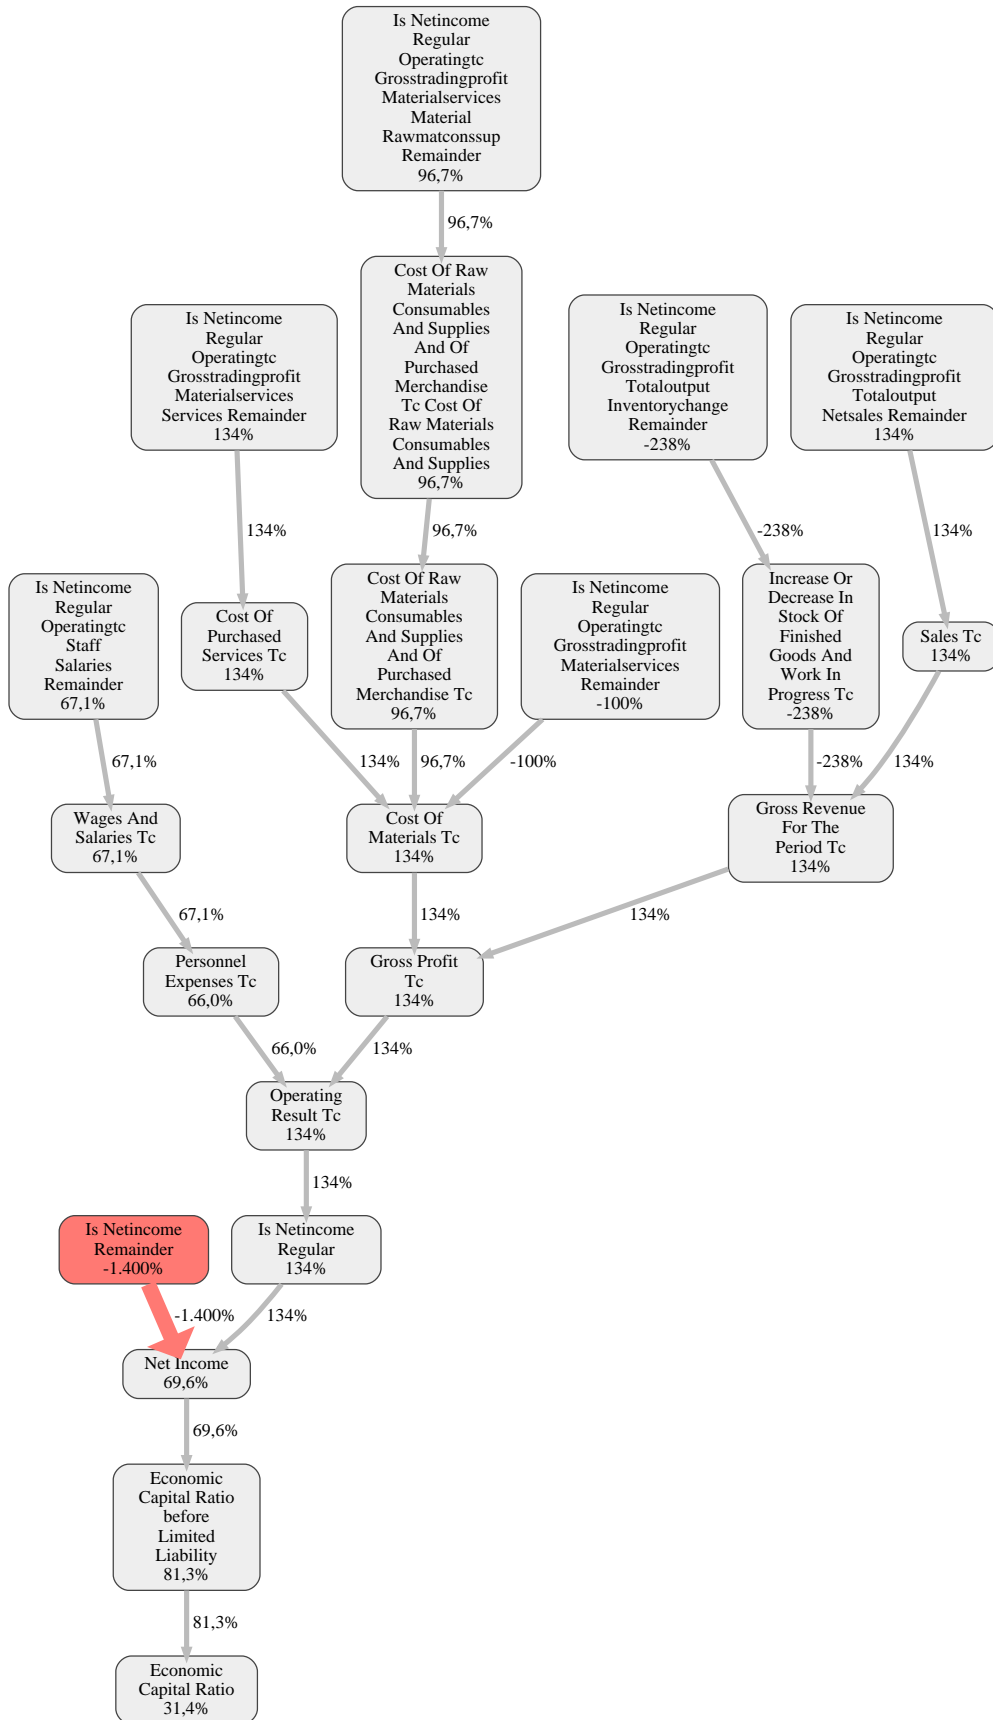 Is Netincome
Regular
Operatingtc
Grosstradingprofit
Materialservices
Material
Rawmatconssup
Remainder
96,7%
96,7%
Cost Of Raw
Materials
Consumables
And Supplies
And Of
Purchased
Merchandise
Tc Cost Of
Raw Materials
Consumables
And Supplies
96,7%
Is Netincome
Regular
Operatingtc
Grosstradingprofit
Materialservices
Services Remainder
134%
Is Netincome
Regular
Operatingtc
Grosstradingprofit
Totaloutput
Inventorychange
Remainder
-238%
Is Netincome
Regular
Operatingtc
Grosstradingprofit
Totaloutput
Netsales Remainder
134%
134%
96,7%
-238%
134%
Is Netincome
Regular
Operatingtc
Staff
Salaries
Remainder
67,1%
Cost Of
Purchased
Services Tc
134%
Cost Of Raw
Materials
Consumables
And Supplies
And Of
Purchased
Merchandise Tc
96,7%
Is Netincome
Regular
Operatingtc
Grosstradingprofit
Materialservices
Remainder
-100%
Increase Or
Decrease In
Stock Of
Finished
Goods And
Work In
Progress Tc
-238%
Sales Tc
134%
67,1%
134%
96,7%
-100%
-238%
134%
Wages And
Salaries Tc
67,1%
Cost Of
Materials Tc
134%
Gross Revenue
For The
Period Tc
134%
67,1%
134%
134%
Personnel
Expenses Tc
66,0%
Gross Profit
Tc
134%
66,0%
134%
Operating
Result Tc
134%
134%
Is Netincome
Remainder
-1.400%
Is Netincome
Regular
134%
-1.400%
134%
Net Income
69,6%
69,6%
Economic
Capital Ratio
before
Limited
Liability
81,3%
81,3%
Economic
Capital Ratio
31,4%